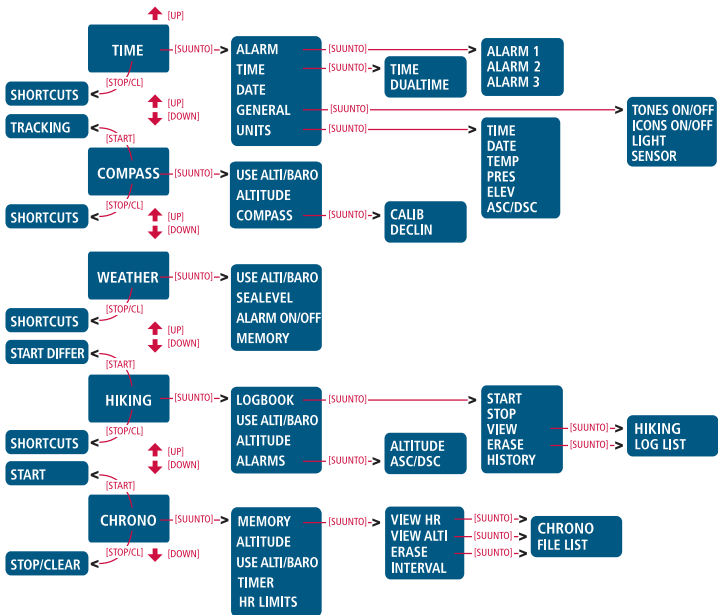 [UP]
TIME
[SUUNTO]
ALARM
TIME
DATE
GENERAL
UNITS
[SUUNTO]
ALARM 1
ALARM 2
ALARM 3
[SUUNTO]
TIME
DUALTIME
[SUUNTO]
TONES ON/OFF
ICONS ON/OFF
LIGHT
SENSOR
[SUUNTO]
TIME
DATE
TEMP
PRES
ELEV
ASC/DSC
[STOP/CL]
SHORTCUTS
[UP]
[DOWN]
TRACKING
[START]
COMPASS
[SUUNTO]
USE ALTI/BARO
ALTITUDE
COMPASS
[SUUNTO]
CALIB
DECLIN
[STOP/CL]
SHORTCUTS
[UP]
[DOWN]
WEATHER
[SUUNTO]
USE ALTI/BARO
SEALEVEL
ALARM ON/OFF
MEMORY
[STOP/CL]
SHORTCUTS
[UP]
[DOWN]
START DIFFER
[START]
HIKING
[SUUNTO]
LOGBOOK
USE ALTI/BARO
ALTITUDE
ALARMS
[SUUNTO]
START
STOP
VIEW
ERASE
HISTORY
[SUUNTO]
[SUUNTO]
HIKING
LOG LIST
[SUUNTO]
ALTITUDE
ASC/DSC
[STOP/CL]
SHORTCUTS
[UP]
[DOWN]
START
[START]
CHRONO
[SUUNTO]
MEMORY
ALTITUDE
USE ALTI/BARO
TIMER
HR LIMITS
[SUUNTO]
VIEW HR
VIEW ALTI
ERASE
INTERVAL
[SUUNTO]
[SUUNTO]
[SUUNTO]
CHRONO
FILE LIST
[STOP/CL]
STOP/CLEAR
[DOWN]